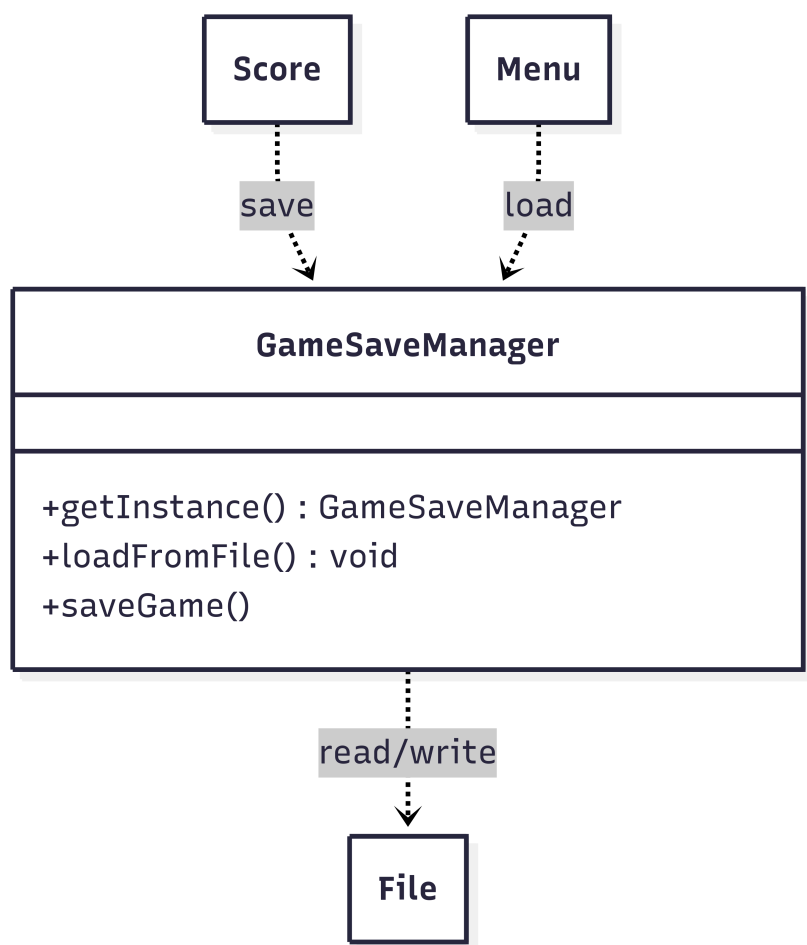 Score
Menu
save
load
GameSaveManager
+getInstance() : GameSaveManager
+loadFromFile() : void
+saveGame()
read/write
File